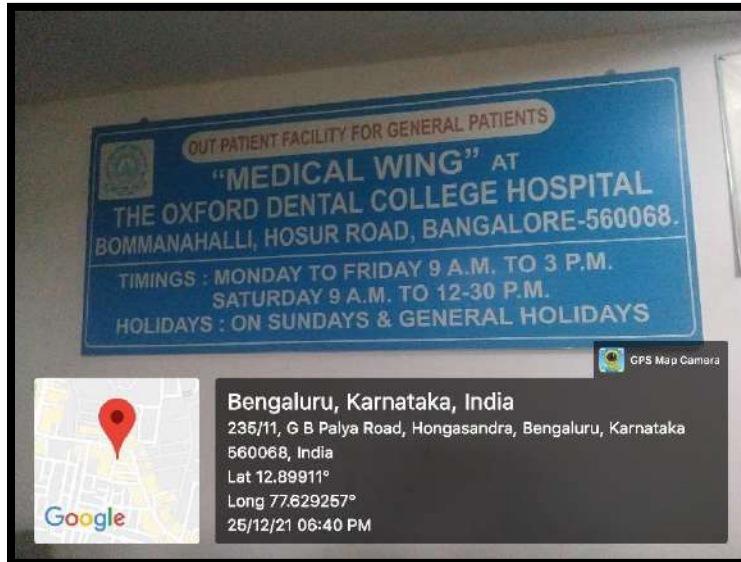 OUT PATIENT FACILITY FOR GENERAL PATIENTS
“MEDICAL WING” AT
THE OXFORD DENTAL COLLEGE HOSPITAL
BOMMANAHALLI, HOSUR ROAD, BANGALORE-560068.
TIMINGS : MONDAY TO FRIDAY 9 A.M. TO 3 P.M.
SATURDAY 9 A.M. TO 12-30 P.M.
HOLIDAYS : ON SUNDAYS & GENERAL HOLIDAYS
GPS Map Camera
Bengaluru, Karnataka, India
235/11, G B Palya Road, Hongasandra, Bengaluru, Karnataka
560068, India
Lat 12.89911°
Long 77.629257°
25/12/21 06:40 PM
Google